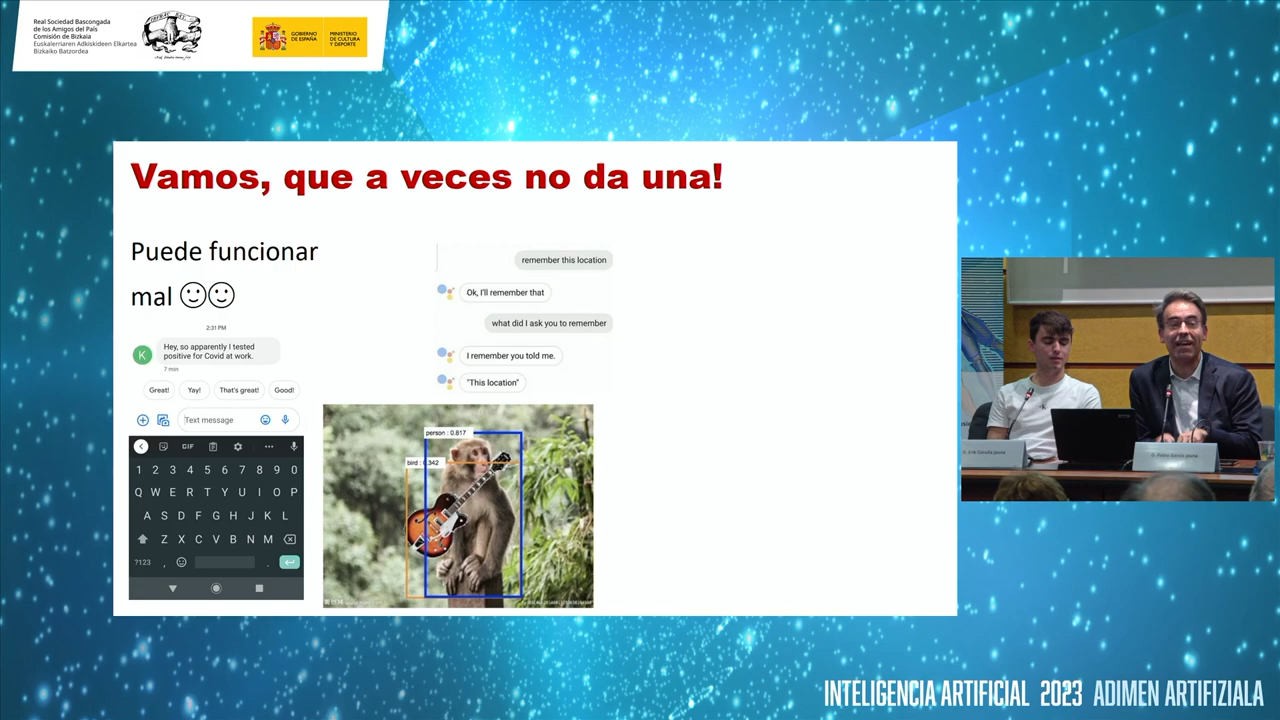 Real Sociedad Bascongada
de los Amigos del País
Comisión de Bizkaia
Euskalerriaren Adkiskideen Elkartea
Bizkaiko Batzordea
GOBIERNO
DE ESPAÑA
MINISTERIO
DE CULTURA
Y DEPORTE
Vamos, que a veces no da una!
Puede funcionar
mal
2:31 PM
K
Hey, so apparently I tested
positive for Covid at work.
7 min
Great! Yay! That's great! Good!
Text message
GIF
1 2 3 4 5 6 7 8 9 0
Q W E R T Y U I O P
A S D F G H J K L
Z X C V B N M
?123 , .
remember this location
Ok, I'll remember that
what did I ask you to remember
I remember you told me.
"This location"
person : 0.817
bird : 0.342
D. Pablo García jauna
INTELIGENCIA ARTIFICIAL 2023 ADIMEN ARTIFIZIALA